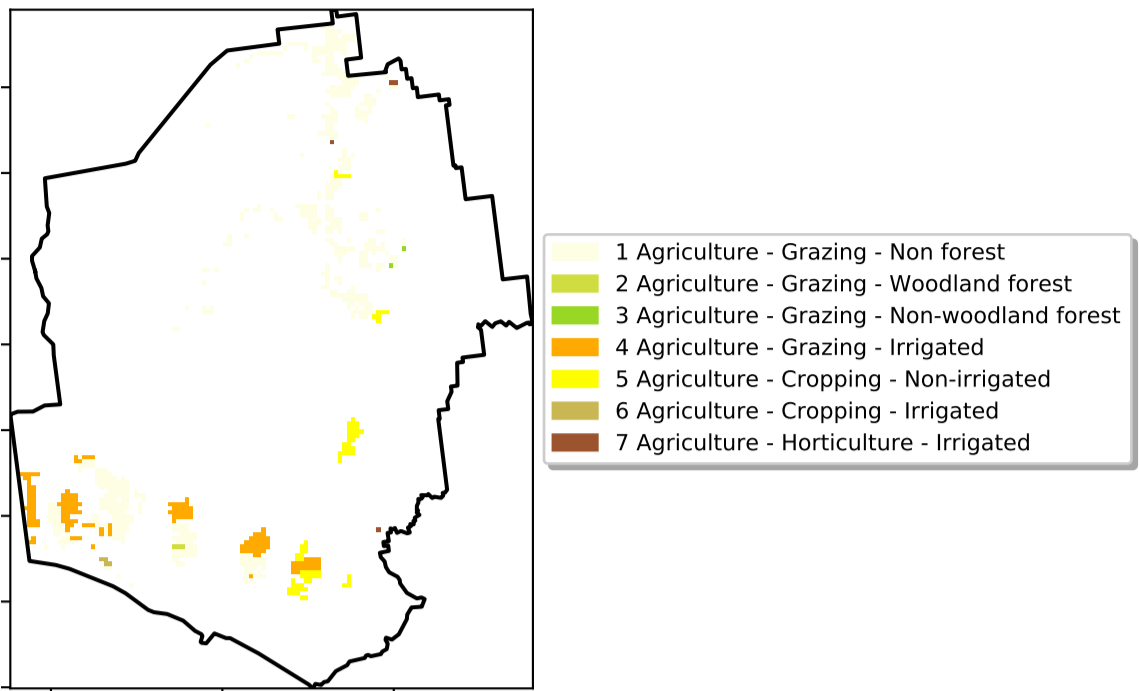 1 Agriculture - Grazing - Non forest
2 Agriculture - Grazing - Woodland forest
3 Agriculture - Grazing - Non-woodland forest
4 Agriculture - Grazing - Irrigated
5 Agriculture - Cropping - Non-irrigated
6 Agriculture - Cropping - Irrigated
7 Agriculture - Horticulture - Irrigated